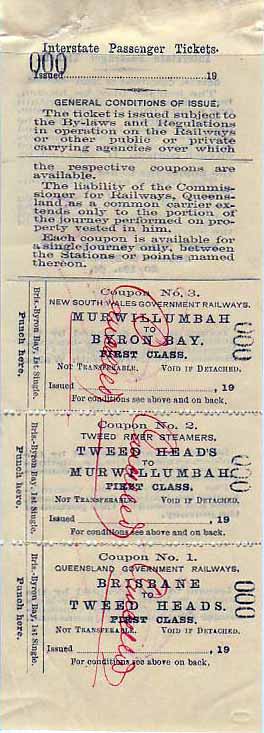 Interstate Passenger Tickets.
000
Issued 19
GENERAL CONDITIONS OF ISSUE.
The ticket is issued subject to
the By-laws and Regulations
in operation on the Railways
or other public or private
carrying agencies over which
the respective coupons are
available.
The liability of the Commis-
sioner for Railways, Queens-
land, as a common carrier ex-
tends only to the portion of
the journey performed on pro-
perty vested in him.
Each coupon is available for
a single journey only, between
the Stations or points named
thereon.
Bris.-Byron Bay, 1st Single.
Punch here.
Coupon No. 3.
NEW SOUTH WALES GOVERNMENT RAILWAYS.
MURWILLUMBAH
TO
BYRON BAY.
FIRST CLASS.
NOT TRANSFERABLE. VOID IF DETACHED.
Issued , 19
For conditions see above and on back.
000
Bris.-Byron Bay, 1st Single.
Punch here.
Coupon No. 2.
TWEED RIVER STEAMERS.
TWEED HEADS
TO
MURWILLUMBAH
FIRST CLASS.
NOT TRANSFERABLE. VOID IF DETACHED.
Issued , 19
For conditions see above and on back.
000
Bris.-Byron Bay, 1st Single.
Punch here.
Coupon No. 1.
QUEENSLAND GOVERNMENT RAILWAYS.
BRISBANE
TO
TWEED HEADS.
FIRST CLASS.
NOT TRANSFERABLE. VOID IF DETACHED.
Issued , 19
For conditions see above on back.
000